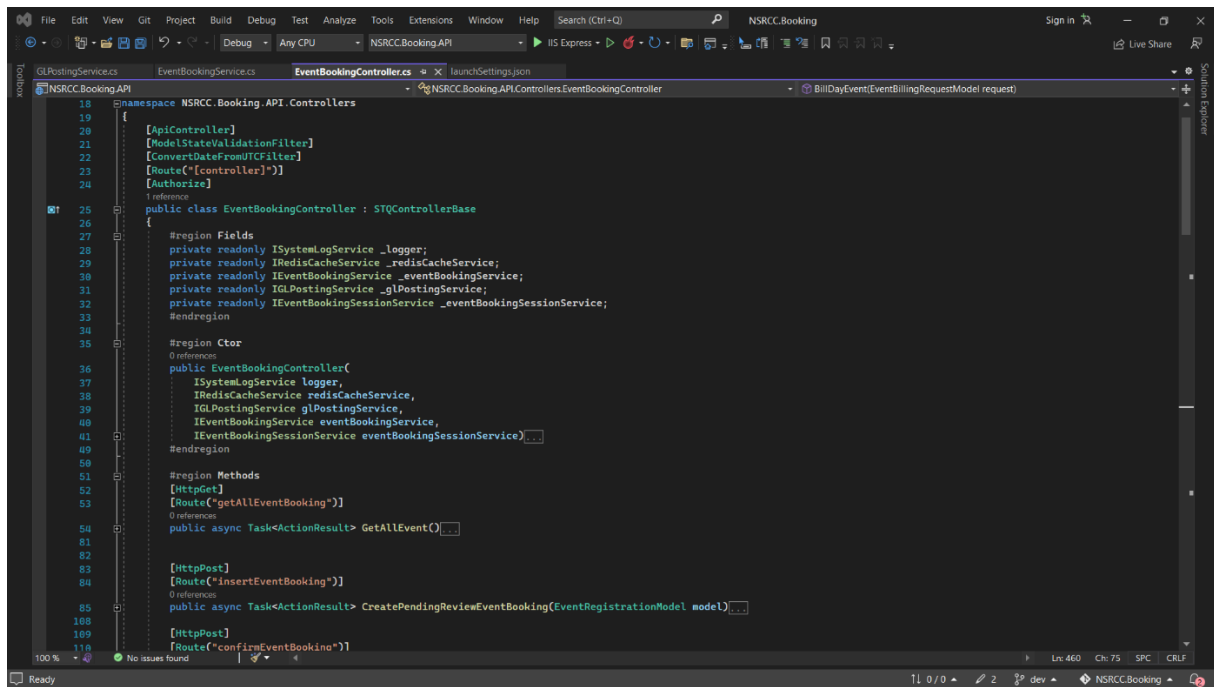 File Edit View Git Project Build Debug Test Analyze Tools Extensions Window Help Search (Ctrl+Q) NSRCC.Booking Sign in
Debug Any CPU NSRCC.Booking.API IIS Express Live Share
Toolbox
GLPostingService.cs EventBookingService.cs EventBookingController.cs launchSettings.json
Solution Explorer
NSRCC.Booking.API NSRCC.Booking.API.Controllers.EventBookingController BillDayEvent(EventBillingRequestModel request)
18 namespace NSRCC.Booking.API.Controllers
19 {
20 [ApiController]
21 [ModelStateValidationFilter]
22 [ConvertDateFromUTCFilter]
23 [Route("[controller]")]
24 [Authorize]
1 reference
25 public class EventBookingController : STQControllerBase
26 {
27 #region Fields
28 private readonly ISystemLogService _logger;
29 private readonly IRedisCacheService _redisCacheService;
30 private readonly IEventBookingService _eventBookingService;
31 private readonly IGLPostingService _glPostingService;
32 private readonly IEventBookingSessionService _eventBookingSessionService;
33 #endregion
34
35 #region Ctor
0 references
36 public EventBookingController(
37 ISystemLogService logger,
38 IRedisCacheService redisCacheService,
39 IGLPostingService glPostingService,
40 IEventBookingService eventBookingService,
41 IEventBookingSessionService eventBookingSessionService)...
49 #endregion
50
51 #region Methods
52 [HttpGet]
53 [Route("getAllEventBooking")]
0 references
54 public async Task<ActionResult> GetAllEvent()...
81
82
83 [HttpPost]
84 [Route("insertEventBooking")]
0 references
85 public async Task<ActionResult> CreatePendingReviewEventBooking(EventRegistrationModel model)...
108
109 [HttpPost]
110 [Route("confirmEventBooking")]
100 % No issues found Ln: 460 Ch: 75 SPC CRLF
Ready 0 / 0 2 dev NSRCC.Booking 2